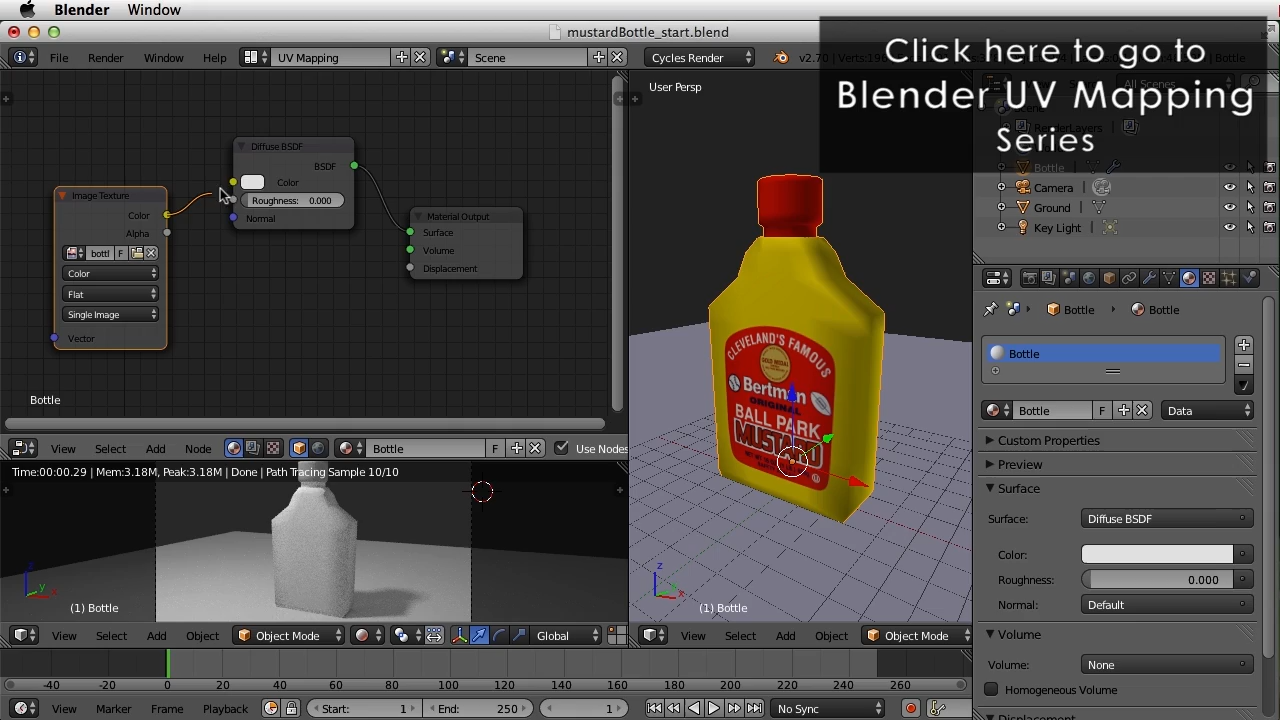 Blender Window
mustardBottle_start.blend
File Render Window Help UV Mapping Scene Cycles Render v2.70
Click here to go to
Blender UV Mapping
Series
User Persp
All Scenes
RenderLayers
Bottle
Camera
Ground
Key Light
Diffuse BSDF
BSDF
Color
Roughness: 0.000
Normal
Image Texture
Color
Alpha
bottl F
Color
Flat
Single Image
Vector
Material Output
Surface
Volume
Displacement
Bottle
View Select Add Node Bottle F Use Nodes
Time:00:00.29 | Mem:3.18M, Peak:3.18M | Done | Path Tracing Sample 10/10
z
y
x
(1) Bottle
View Select Add Object Object Mode Global
CLEVELAND'S FAMOUS
Bertman
ORIGINAL
BALL PARK
MUSTARD
z
x
(1) Bottle
View Select Add Object Object Mode
Bottle Bottle
Bottle
Bottle F Data
Custom Properties
Preview
Surface
Surface: Diffuse BSDF
Color:
Roughness: 0.000
Normal: Default
Volume
Volume: None
Homogeneous Volume
Displacement
-40 -20 0 20 40 60 80 100 120 140 160 180 200 220 240 260
View Marker Frame Playback Start: 1 End: 250 1 No Sync